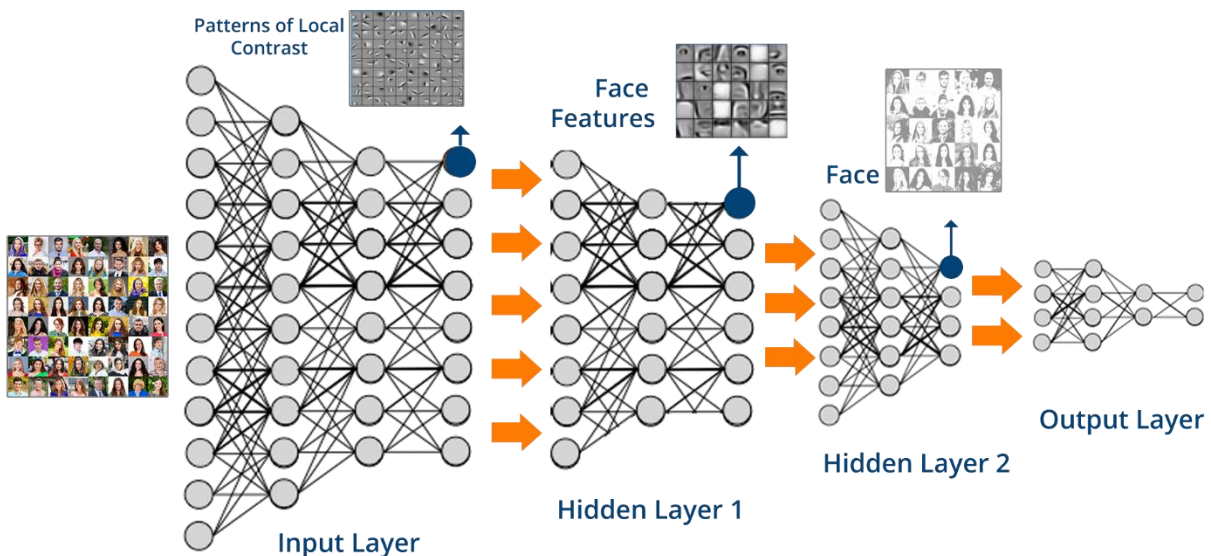 Patterns of Local
Contrast
Face
Features
Face
Input Layer
Hidden Layer 1
Hidden Layer 2
Output Layer